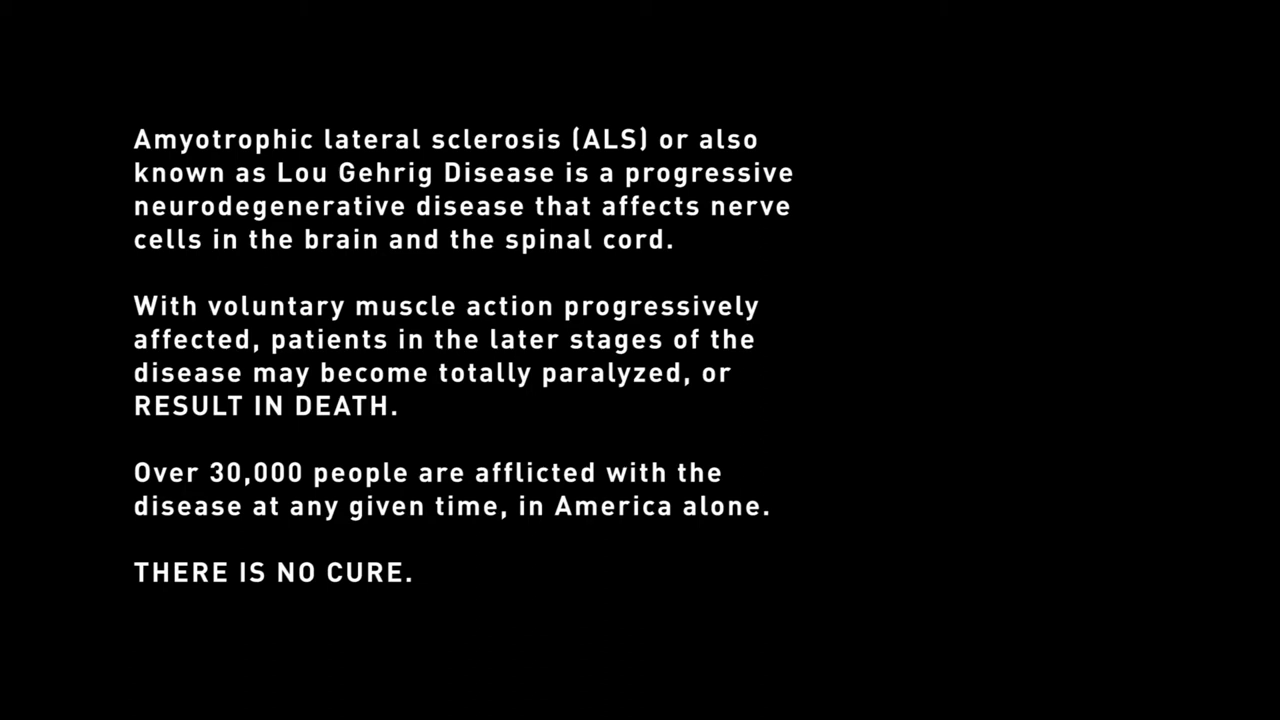 Amyotrophic lateral sclerosis (ALS) or also
known as Lou Gehrig Disease is a progressive
neurodegenerative disease that affects nerve
cells in the brain and the spinal cord.
With voluntary muscle action progressively
affected, patients in the later stages of the
disease may become totally paralyzed, or
RESULT IN DEATH.
Over 30,000 people are afflicted with the
disease at any given time, in America alone.
THERE IS NO CURE.